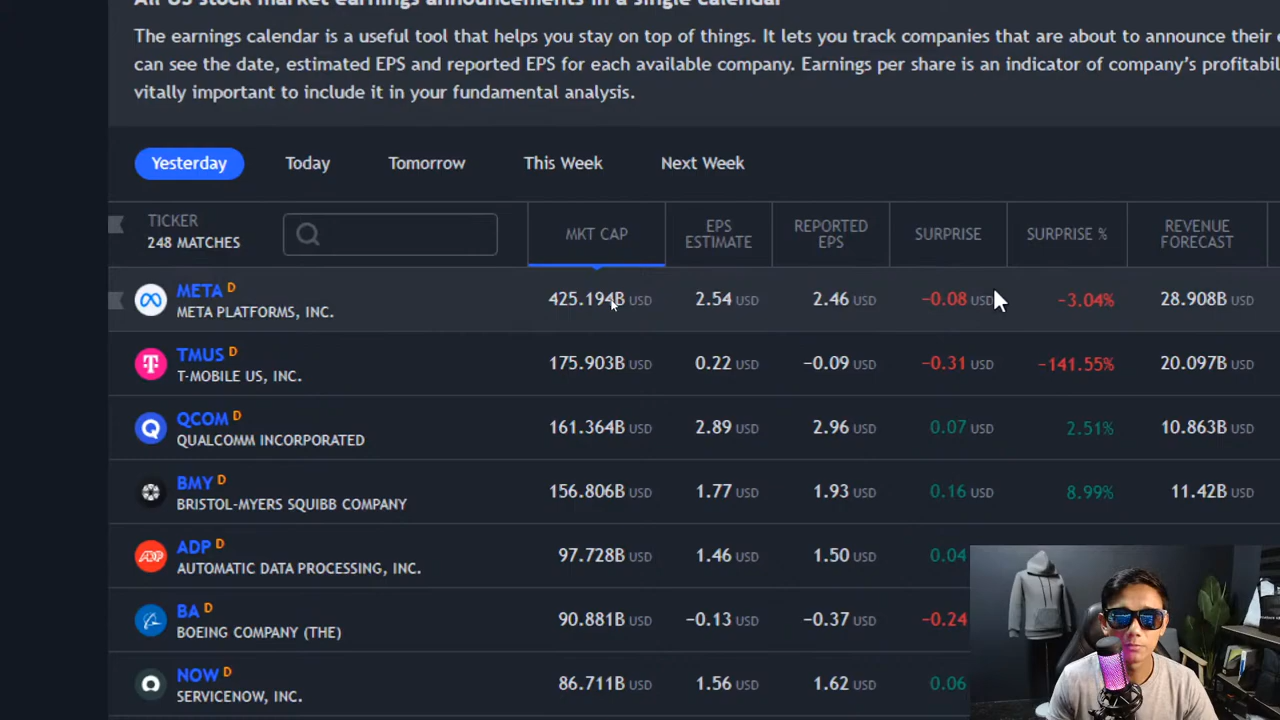 All US stock market earnings announcements in a single calendar
The earnings calendar is a useful tool that helps you stay on top of things. It lets you track companies that are about to announce their
can see the date, estimated EPS and reported EPS for each available company. Earnings per share is an indicator of company's
vitally important to include it in your fundamental analysis.
Yesterday Today Tomorrow This Week Next Week
TICKER
248 MATCHES
MKT CAP
EPS
ESTIMATE
REPORTED
EPS
SURPRISE
SURPRISE %
REVENUE
FORECAST
META D
META PLATFORMS, INC.
425.194B USD 2.54 USD 2.46 USD −0.08 USD −3.04% 28.908B USD
TMUS D
T-MOBILE US, INC.
175.903B USD 0.22 USD −0.09 USD −0.31 USD −141.55% 20.097B USD
QCOM D
QUALCOMM INCORPORATED
161.364B USD 2.89 USD 2.96 USD 0.07 USD 2.51% 10.863B USD
BMY D
BRISTOL-MYERS SQUIBB COMPANY
156.806B USD 1.77 USD 1.93 USD 0.16 USD 8.99% 11.42B USD
ADP D
ADP
AUTOMATIC DATA PROCESSING, INC.
97.728B USD 1.46 USD 1.50 USD 0.04
BA D
BOEING COMPANY (THE)
90.881B USD −0.13 USD −0.37 USD −0.24
NOW D
SERVICENOW, INC.
86.711B USD 1.56 USD 1.62 USD 0.06